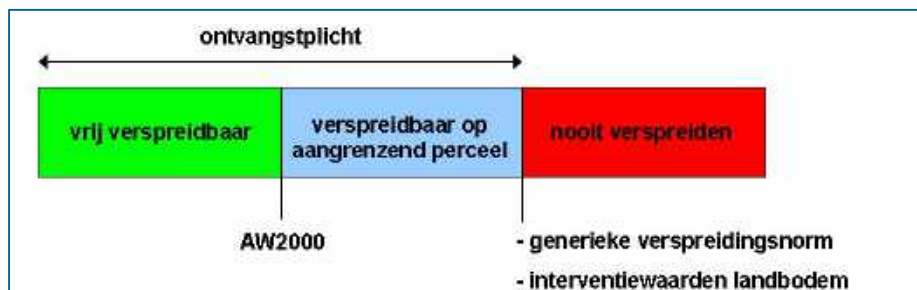 ontvangstplicht
vrij verspreidbaar
verspreidbaar op
aangrenzend perceel
nooit verspreiden
AW2000
- generieke verspreidingsnorm
- interventiewaarden landbodem